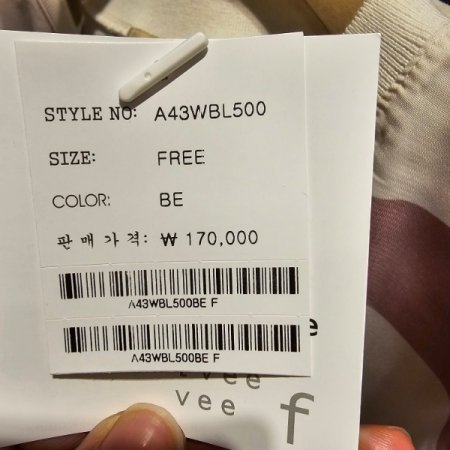 STYLE NO: A43WBL500
SIZE: FREE
COLOR: BE
판매가격: ₩ 170,000
A43WBL500BE F
A43WBL500BE F
e
vee
vee
f